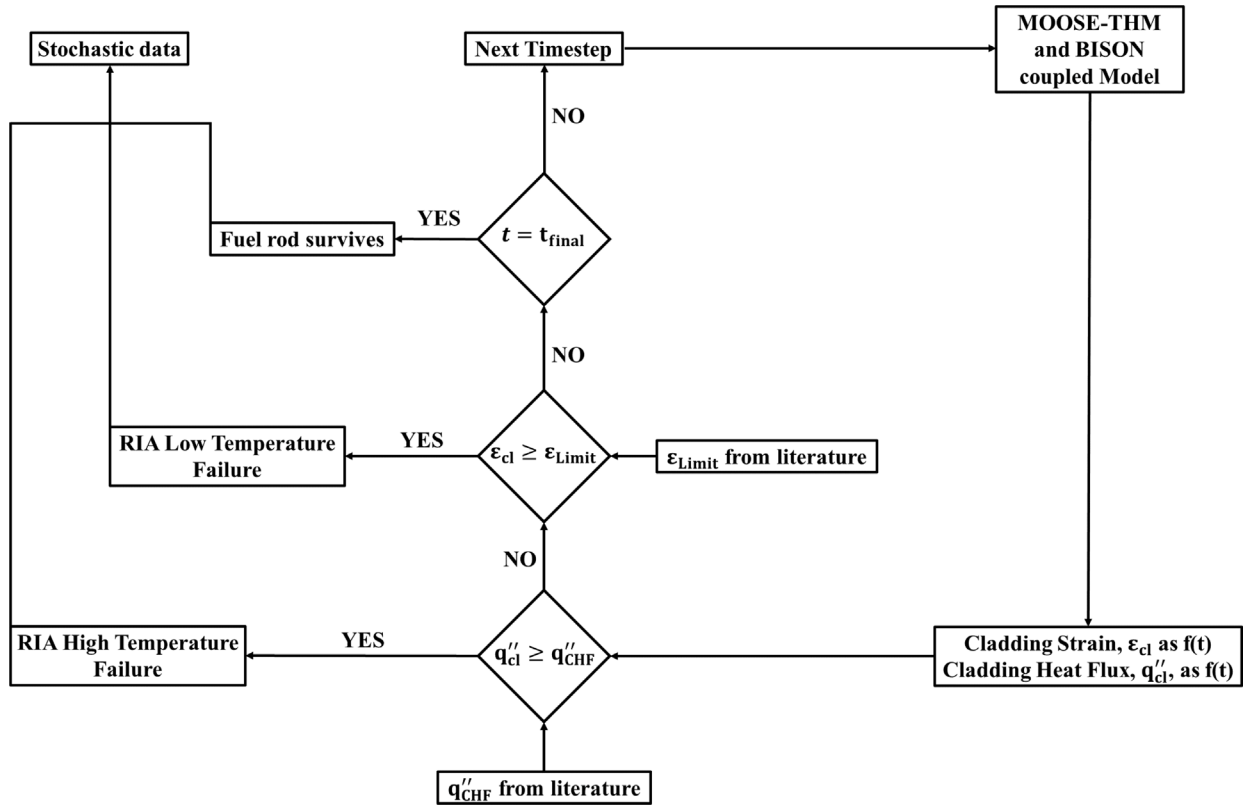 Stochastic data
Next Timestep
MOOSE-THM
and BISON
coupled Model
NO
YES
Fuel rod survives
t = t_final
NO
RIA Low Temperature
Failure
YES
ε_cl ≥ ε_Limit
ε_Limit from literature
NO
RIA High Temperature
Failure
YES
q''_cl ≥ q''_CHF
Cladding Strain, ε_cl as f(t)
Cladding Heat Flux, q''_cl, as f(t)
q''_CHF from literature